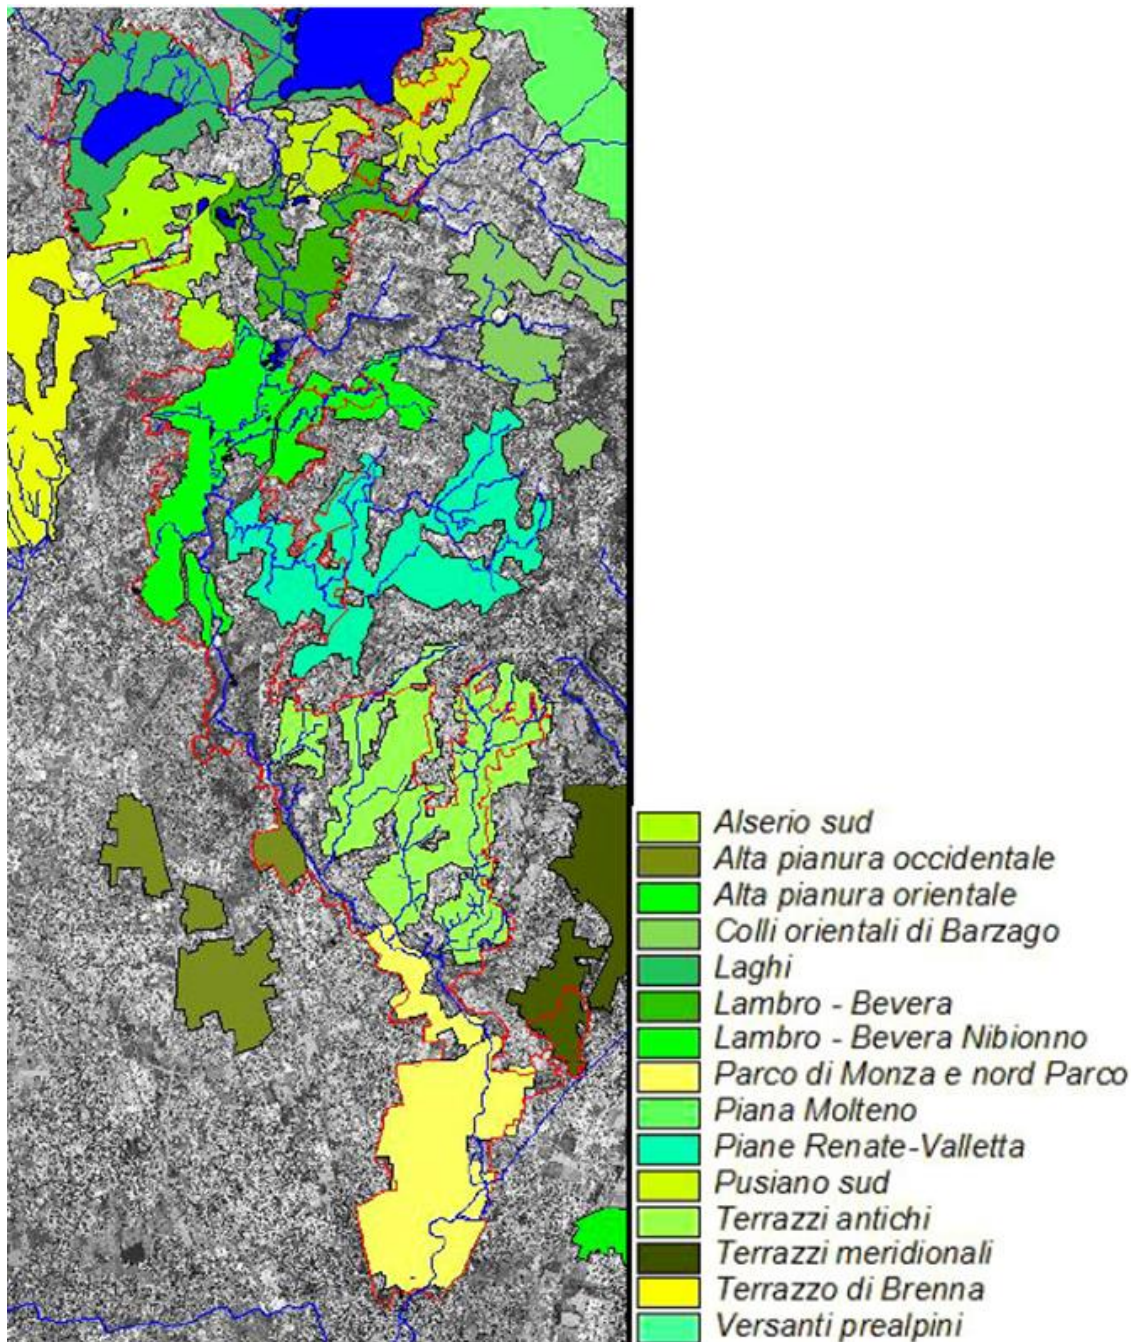 Alserio sud
Alta pianura occidentale
Alta pianura orientale
Colli orientali di Barzago
Laghi
Lambro - Bevera
Lambro - Bevera Nibionno
Parco di Monza e nord Parco
Piana Molteno
Piane Renate-Valletta
Pusiano sud
Terrazzi antichi
Terrazzi meridionali
Terrazzo di Brenna
Versanti prealpini